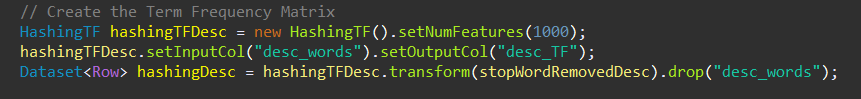 // Create the Term Frequency Matrix
HashingTF hashingTFDesc = new HashingTF().setNumFeatures(1000);
hashingTFDesc.setInputCol("desc_words").setOutputCol("desc_TF");
Dataset<Row> hashingDesc = hashingTFDesc.transform(stopWordRemovedDesc).drop("desc_words");